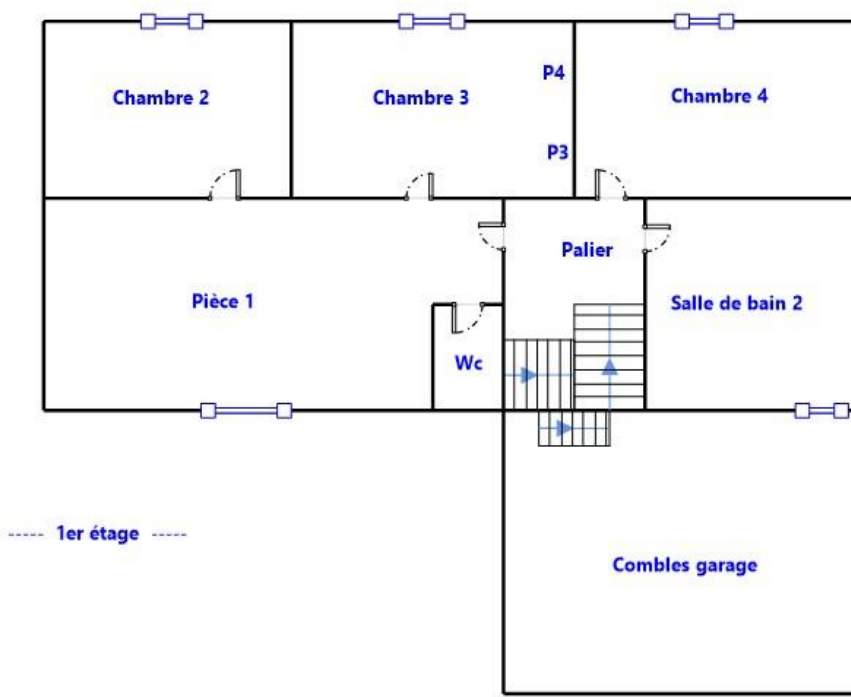 P4
Chambre 2
Chambre 3
Chambre 4
P3
Palier
Pièce 1
Salle de bain 2
Wc
----- 1er étage -----
Combles garage